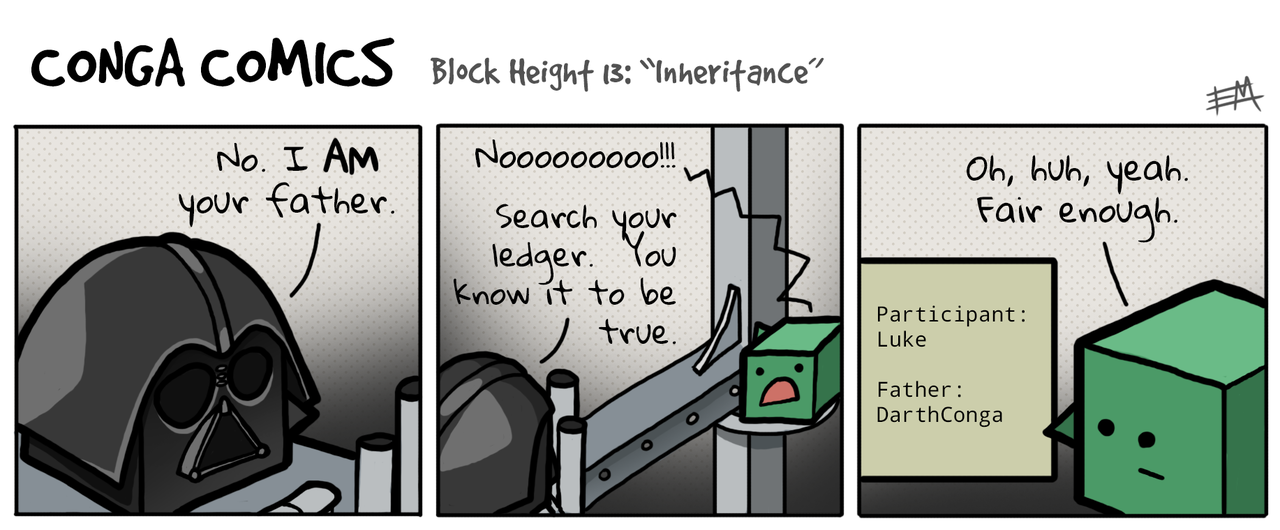 CONGA COMICS
Block Height 13: "Inheritance"
EM
No. I AM
your father.
Nooooooooo!!!
Search your
ledger. You
know it to be
true.
Oh, huh, yeah.
Fair enough.
Participant:
Luke
Father:
DarthConga